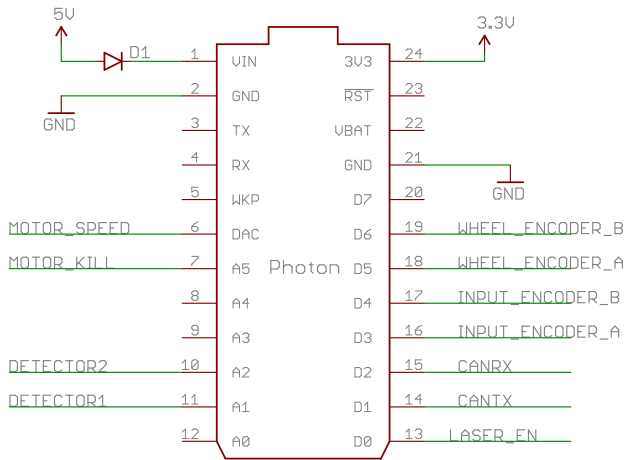 5V
3.3V
D1
1 VIN 3V3 24
2 GND RST 23
GND
3 TX VBAT 22
4 RX GND 21
GND
5 WKP D7 20
MOTOR_SPEED 6 DAC D6 19 WHEEL_ENCODER_B
MOTOR_KILL 7 A5 Photon D5 18 WHEEL_ENCODER_A
8 A4 D4 17 INPUT_ENCODER_B
9 A3 D3 16 INPUT_ENCODER_A
DETECTOR2 10 A2 D2 15 CANRX
DETECTOR1 11 A1 D1 14 CANTX
12 A0 D0 13 LASER_EN